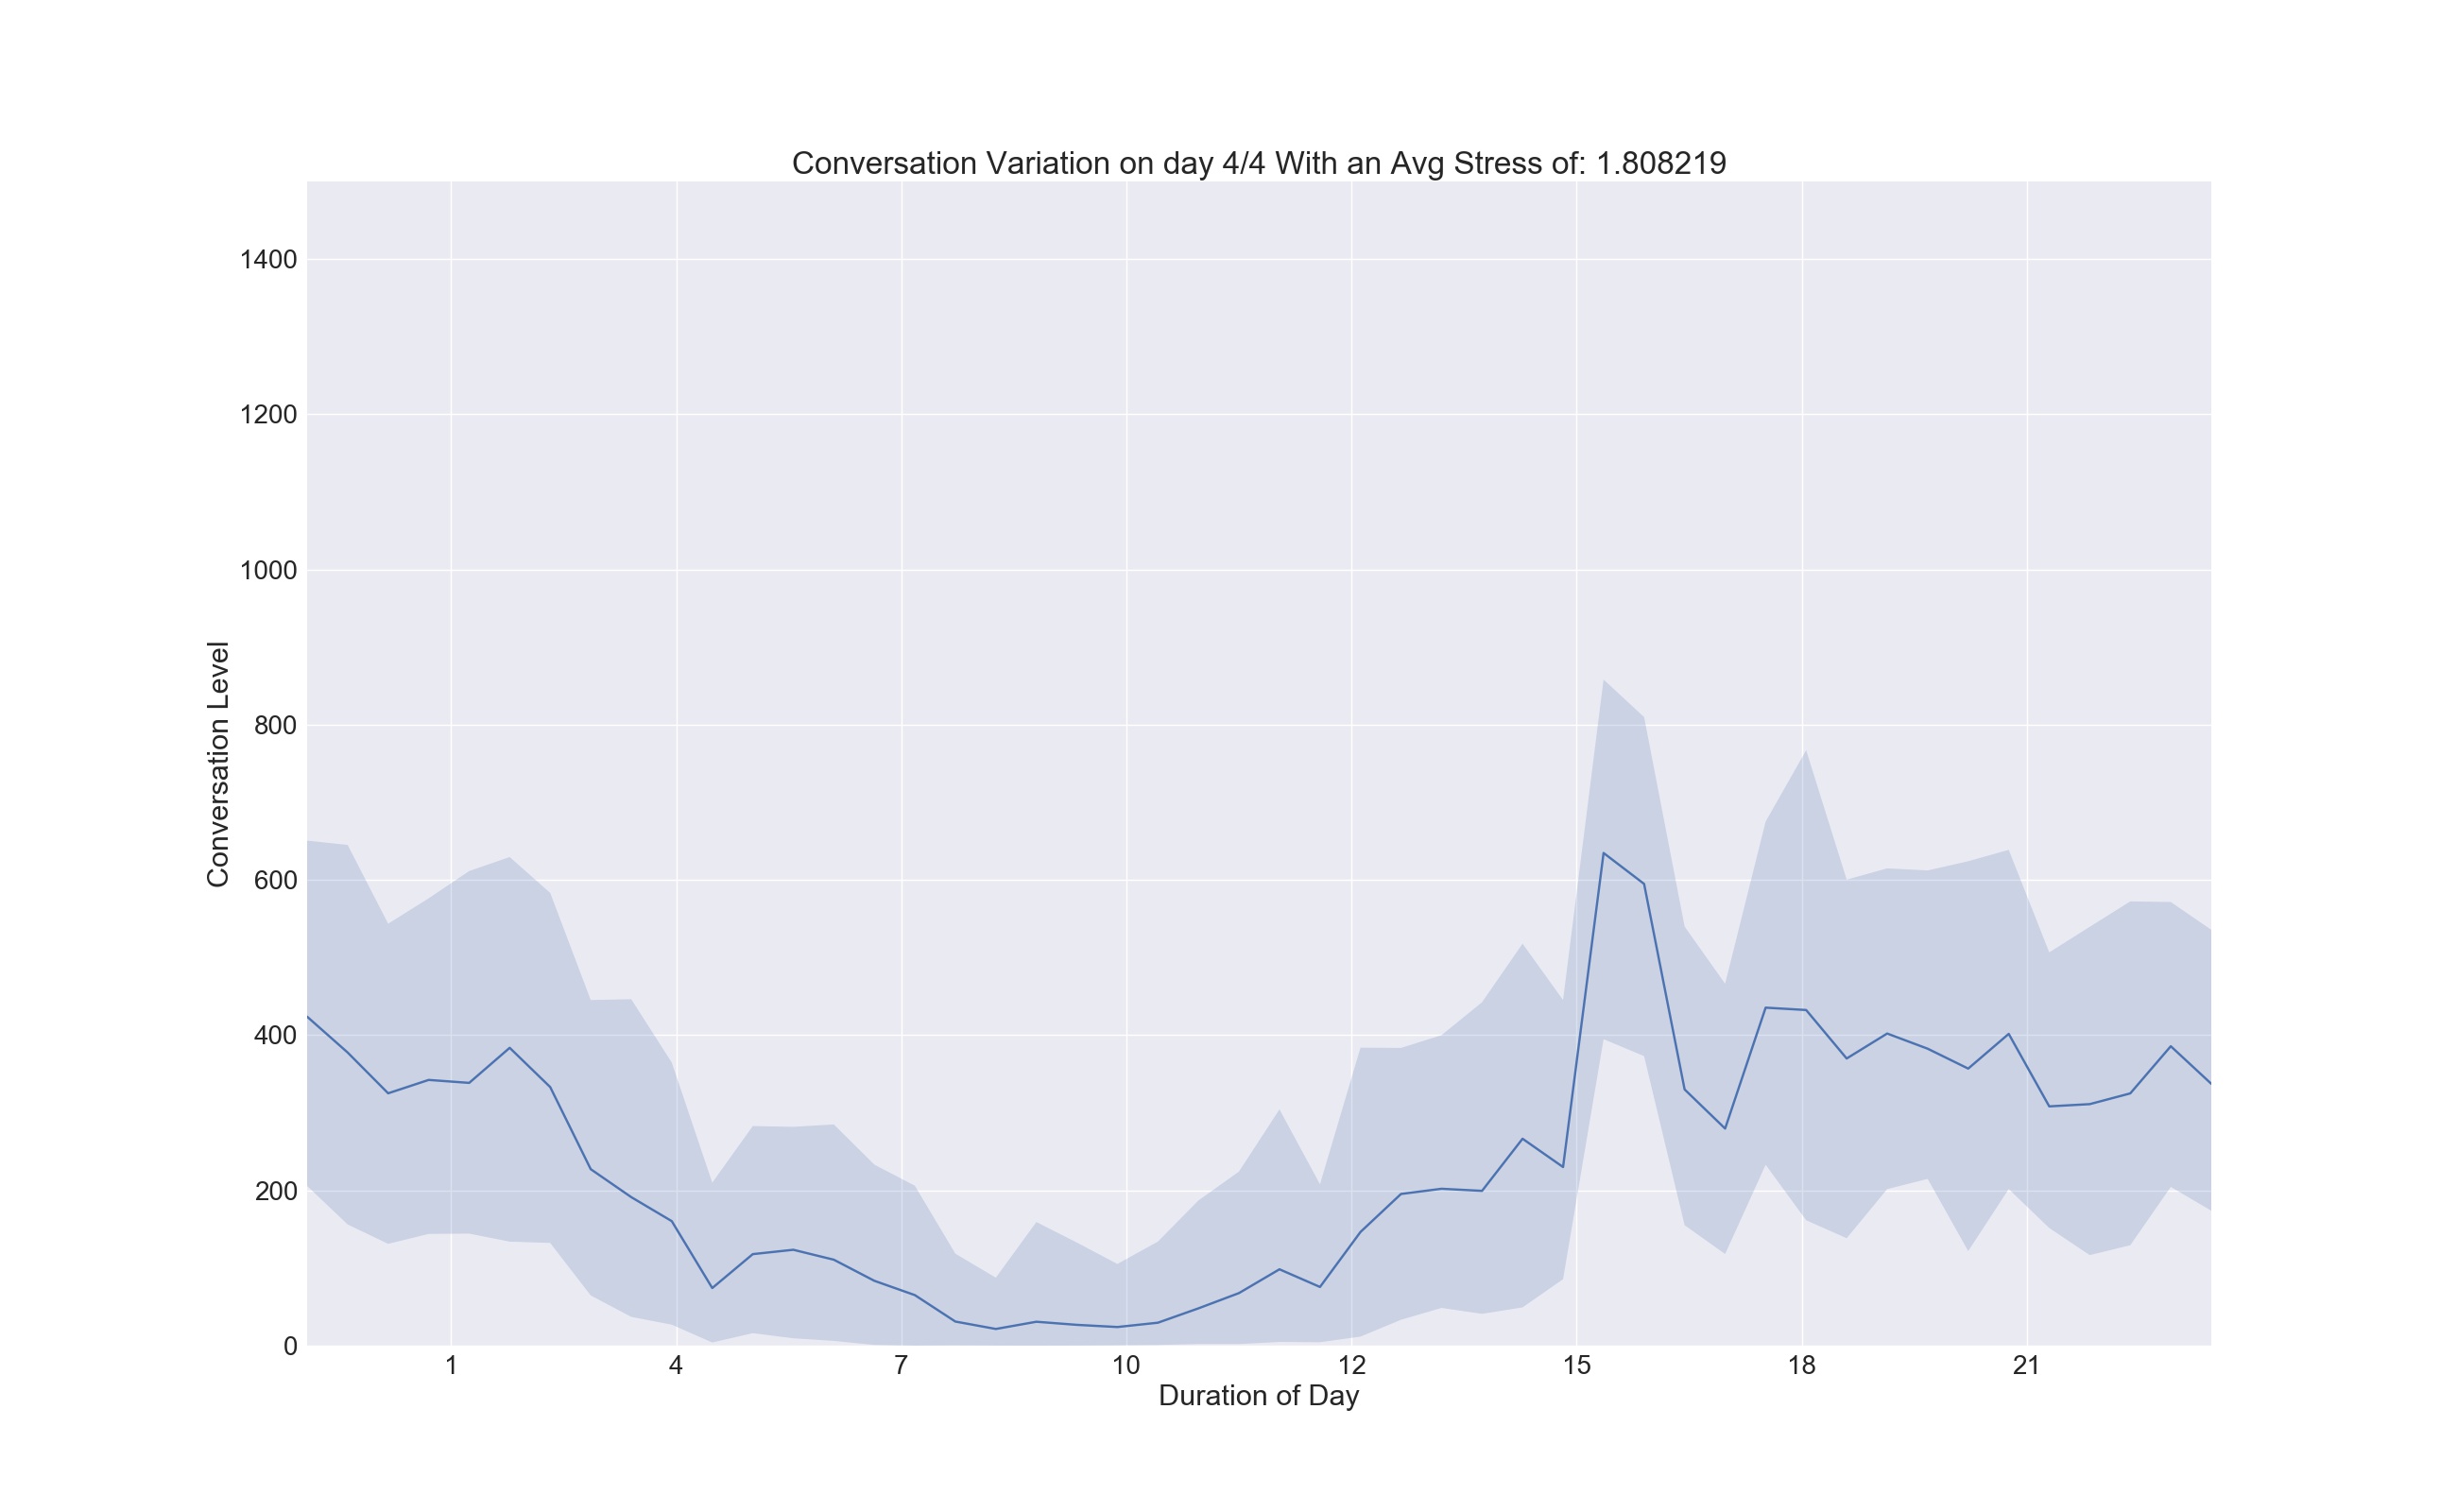 Conversation Variation on day 4/4 With an Avg Stress of: 1.808219
1400
1200
1000
800
600
400
200
0
Conversation Level
1 4 7 10 12 15 18 21
Duration of Day